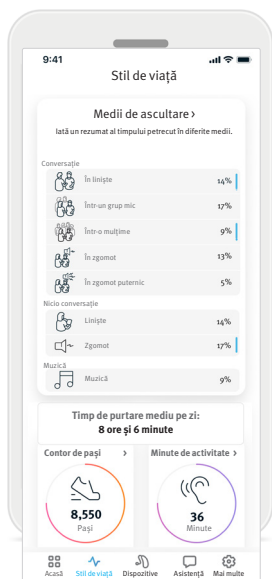 9:41
Stil de viață
Medii de ascultare ›
Iată un rezumat al timpului petrecut în diferite medii.
Conversație
În liniște 14%
Într-un grup mic 17%
Într-o mulțime 9%
În zgomot 13%
În zgomot puternic 5%
Nicio conversație
Liniște 14%
Zgomot 17%
Muzică
Muzică 9%
Timp de purtare mediu pe zi:
8 ore și 6 minute
Contor de pași › Minute de activitate ›
8,550 36
Pași Minute
Acasă Stil de viață Dispozitive Asistență Mai multe